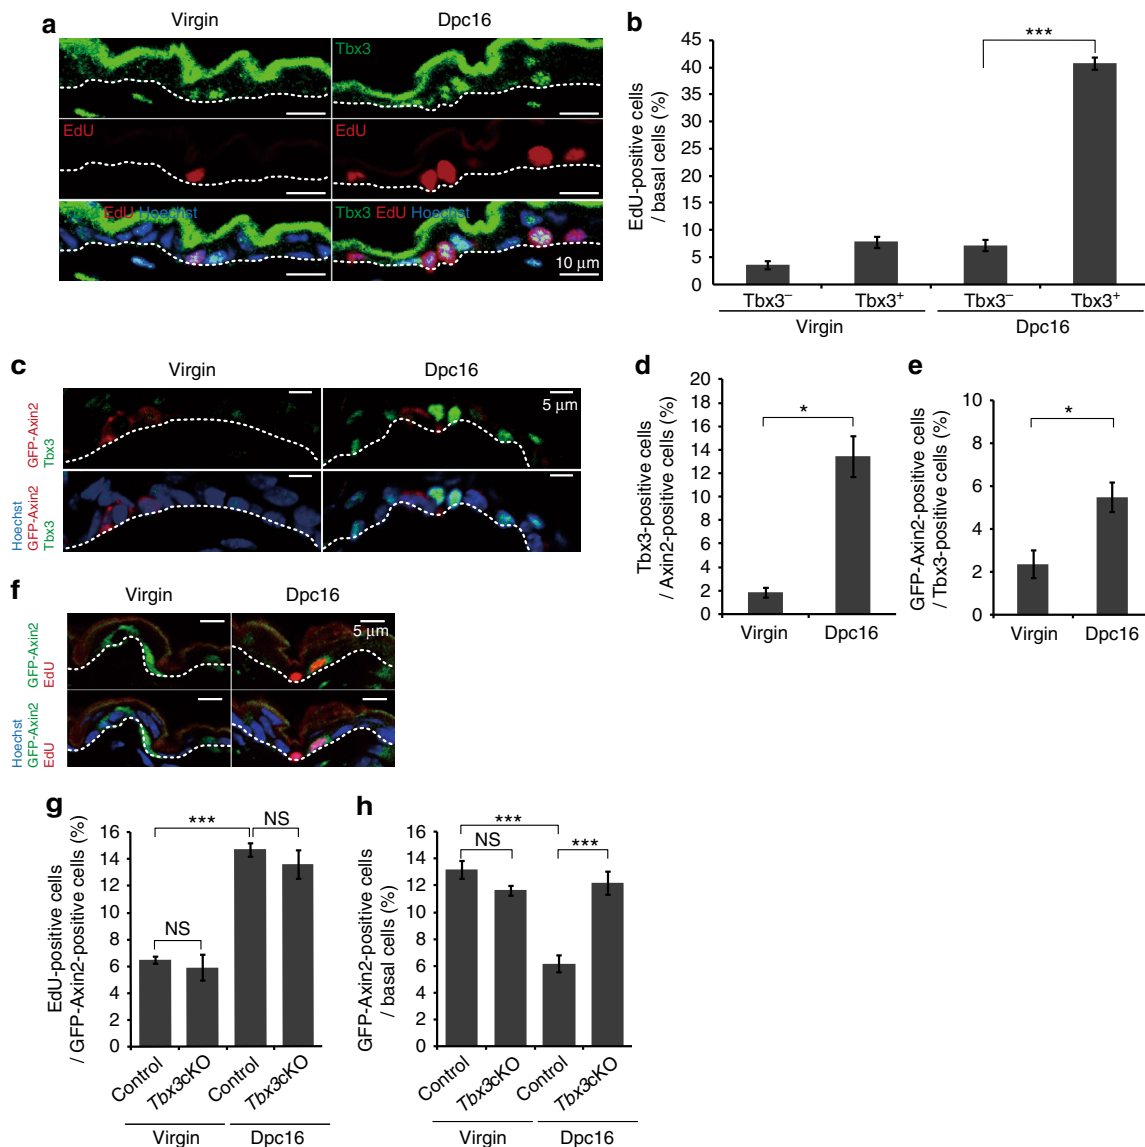 a
Virgin
Dpc16
Tbx3
Tbx3
EdU
EdU
Tbx3 EdU Hoechst
Tbx3 EdU Hoechst
10 µm
b
EdU-positive cells
/ basal cells (%)
45
40
35
30
25
20
15
10
5
0
***
Tbx3–
Tbx3+
Tbx3–
Tbx3+
Virgin
Dpc16
c
Virgin
Dpc16
GFP-Axin2
Tbx3
5 µm
Hoechst
GFP-Axin2
Tbx3
d
Tbx3-positive cells
/ Axin2-positive cells (%)
20
18
16
14
12
10
8
6
4
2
0
*
Virgin
Dpc16
e
GFP-Axin2-positive cells
/ Tbx3-positive cells (%)
10
8
6
4
2
0
*
Virgin
Dpc16
f
Virgin
Dpc16
GFP-Axin2
EdU
5 µm
Hoechst
GFP-Axin2
EdU
g
EdU-positive cells
/ GFP-Axin2-positive cells (%)
16
14
12
10
8
6
4
2
0
***
NS
NS
Control
Tbx3cKO
Control
Tbx3cKO
Virgin
Dpc16
h
GFP-Axin2-positive cells
/ basal cells (%)
16
14
12
10
8
6
4
2
0
***
NS
***
Control
Tbx3cKO
Control
Tbx3cKO
Virgin
Dpc16